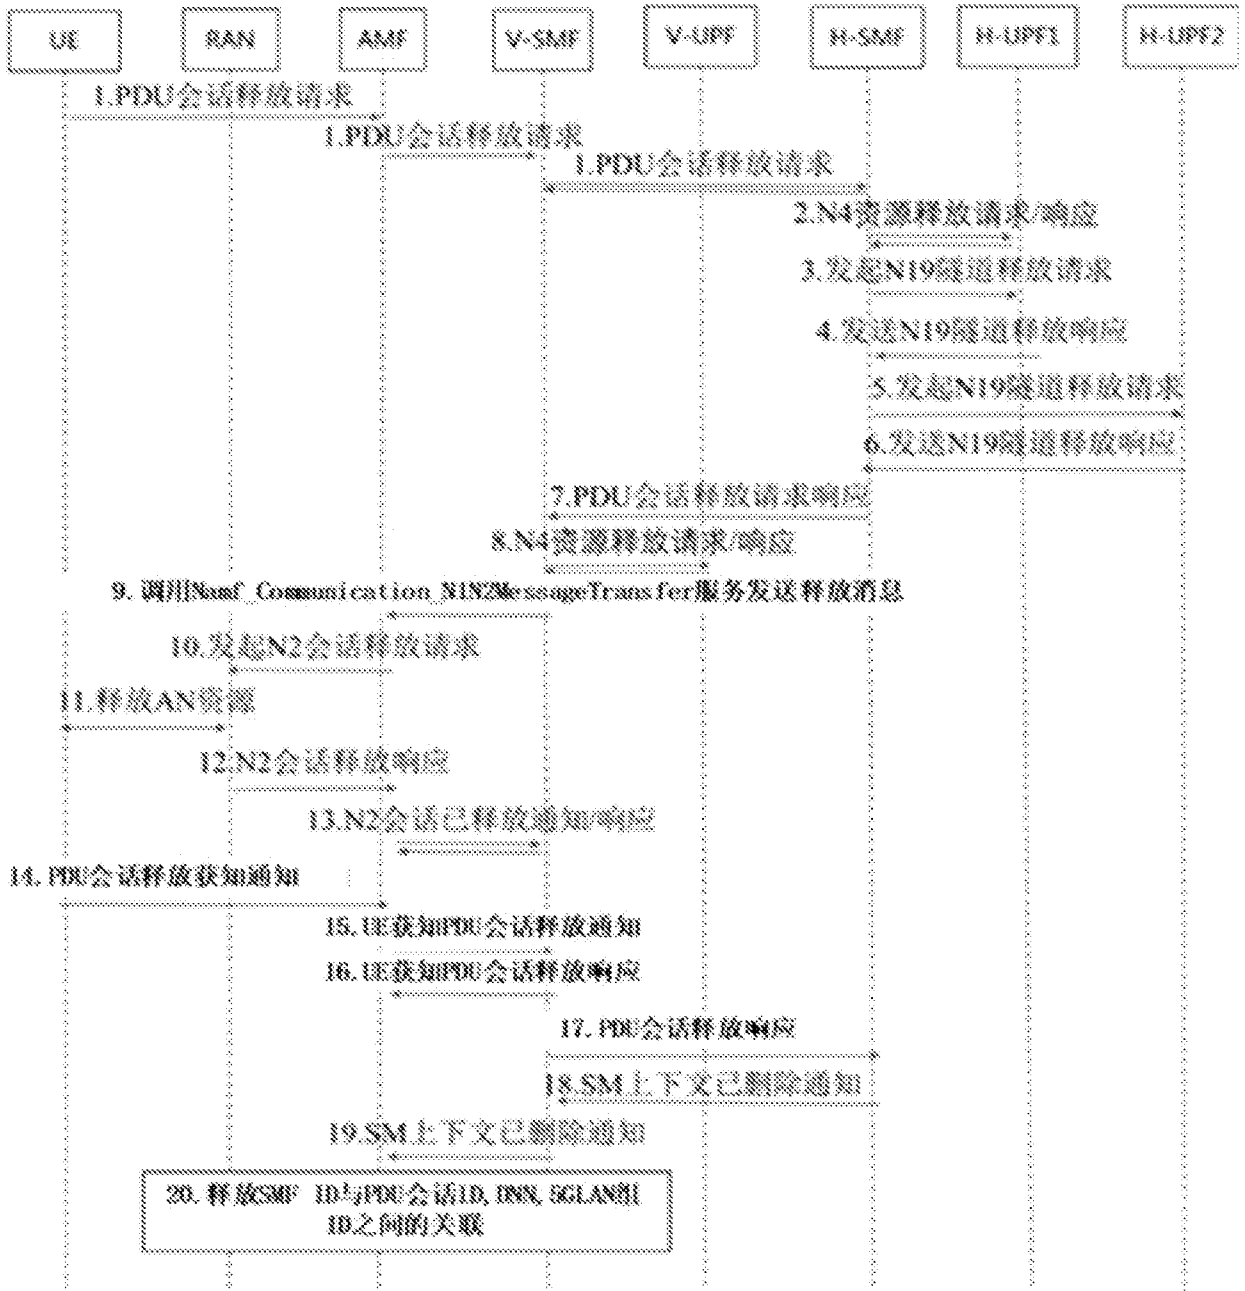 UE
RAN
AMF
V-SMF
V-UPF
H-SMF
H-UPF1
H-UPF2
1.PDU会话释放请求
1.PDU会话释放请求
1.PDU会话释放请求
2.N4资源释放请求/响应
3.发起N19隧道释放请求
4.发送N19隧道释放响应
5.发起N19隧道释放请求
6.发送N19隧道释放响应
7.PDU会话释放请求响应
8.N4资源释放请求/响应
9. 调用Namf_Communication_N1N2MessageTransfer服务发送释放消息
10.发起N2会话释放请求
11.释放AN资源
12.N2会话释放响应
13.N2会话已释放通知/响应
14. PDU会话释放获知通知
15. UE获知PDU会话释放通知
16. UE获知PDU会话释放响应
17. PDU会话释放响应
18.SM上下文已删除通知
19.SM上下文已删除通知
20. 释放SMF ID与PDU会话ID, DNN, 5GLAN组
ID之间的关联